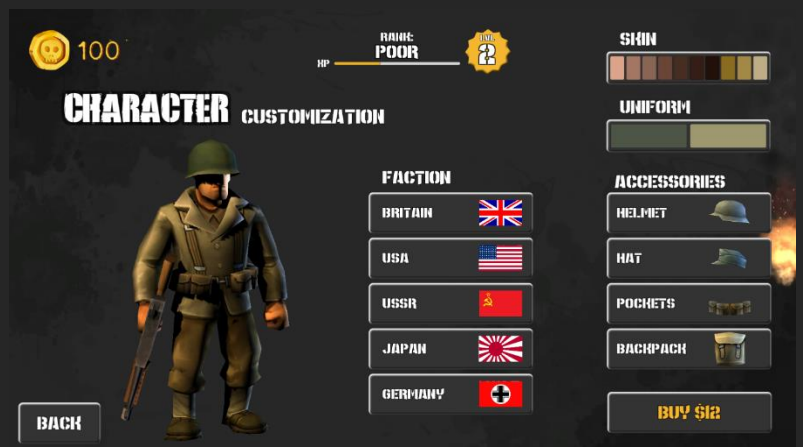 100
RANK:
POOR
XP
LVL
2
CHARACTER CUSTOMIZATION
SKIN
UNIFORM
FACTION
BRITAIN
USA
USSR
JAPAN
GERMANY
ACCESSORIES
HELMET
HAT
POCKETS
BACKPACK
BACK
BUY $12